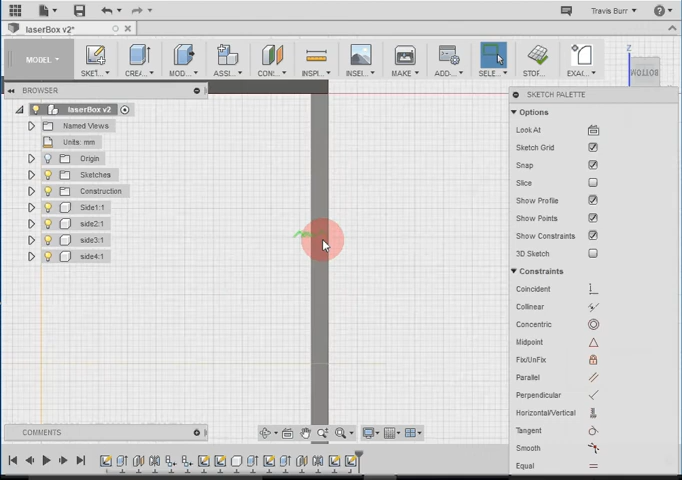 Travis Burr
laserBox v2*
MODEL
SKET...
CREA...
MOD...
ASSI...
CON...
INSPI...
INSE...
MAKE
ADD-...
SELE...
STOP...
EXAI...
Z
BOTTOM
BROWSER
SKETCH PALETTE
laserBox v2
Named Views
Units: mm
Origin
Sketches
Construction
Side1:1
side2:1
side3:1
side4:1
Options
Look At
Sketch Grid
Snap
Slice
Show Profile
Show Points
Show Constraints
3D Sketch
Constraints
Coincident
Collinear
Concentric
Midpoint
Fix/UnFix
Parallel
Perpendicular
Horizontal/Vertical
Tangent
Smooth
Equal
COMMENTS